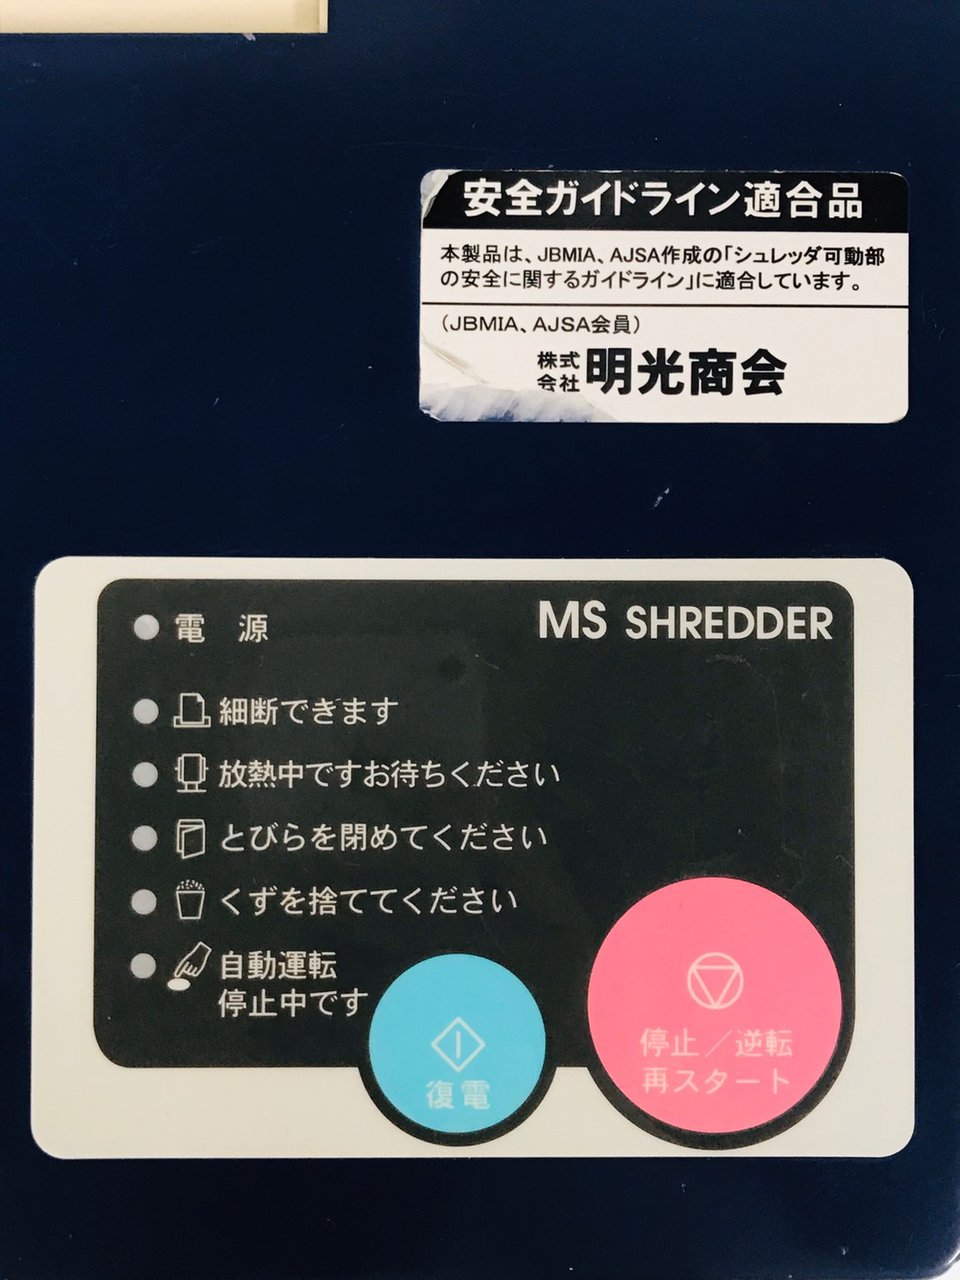 安全ガイドライン適合品
本製品は、JBMIA、AJSA作成の「シュレッダ可動部
の安全に関するガイドライン」に適合しています。
（JBMIA、AJSA会員）
株式会社 明光商会
電 源
MS SHREDDER
細断できます
放熱中ですお待ちください
とびらを閉めてください
くずを捨ててください
自動運転
停止中です
復電
停止／逆転
再スタート